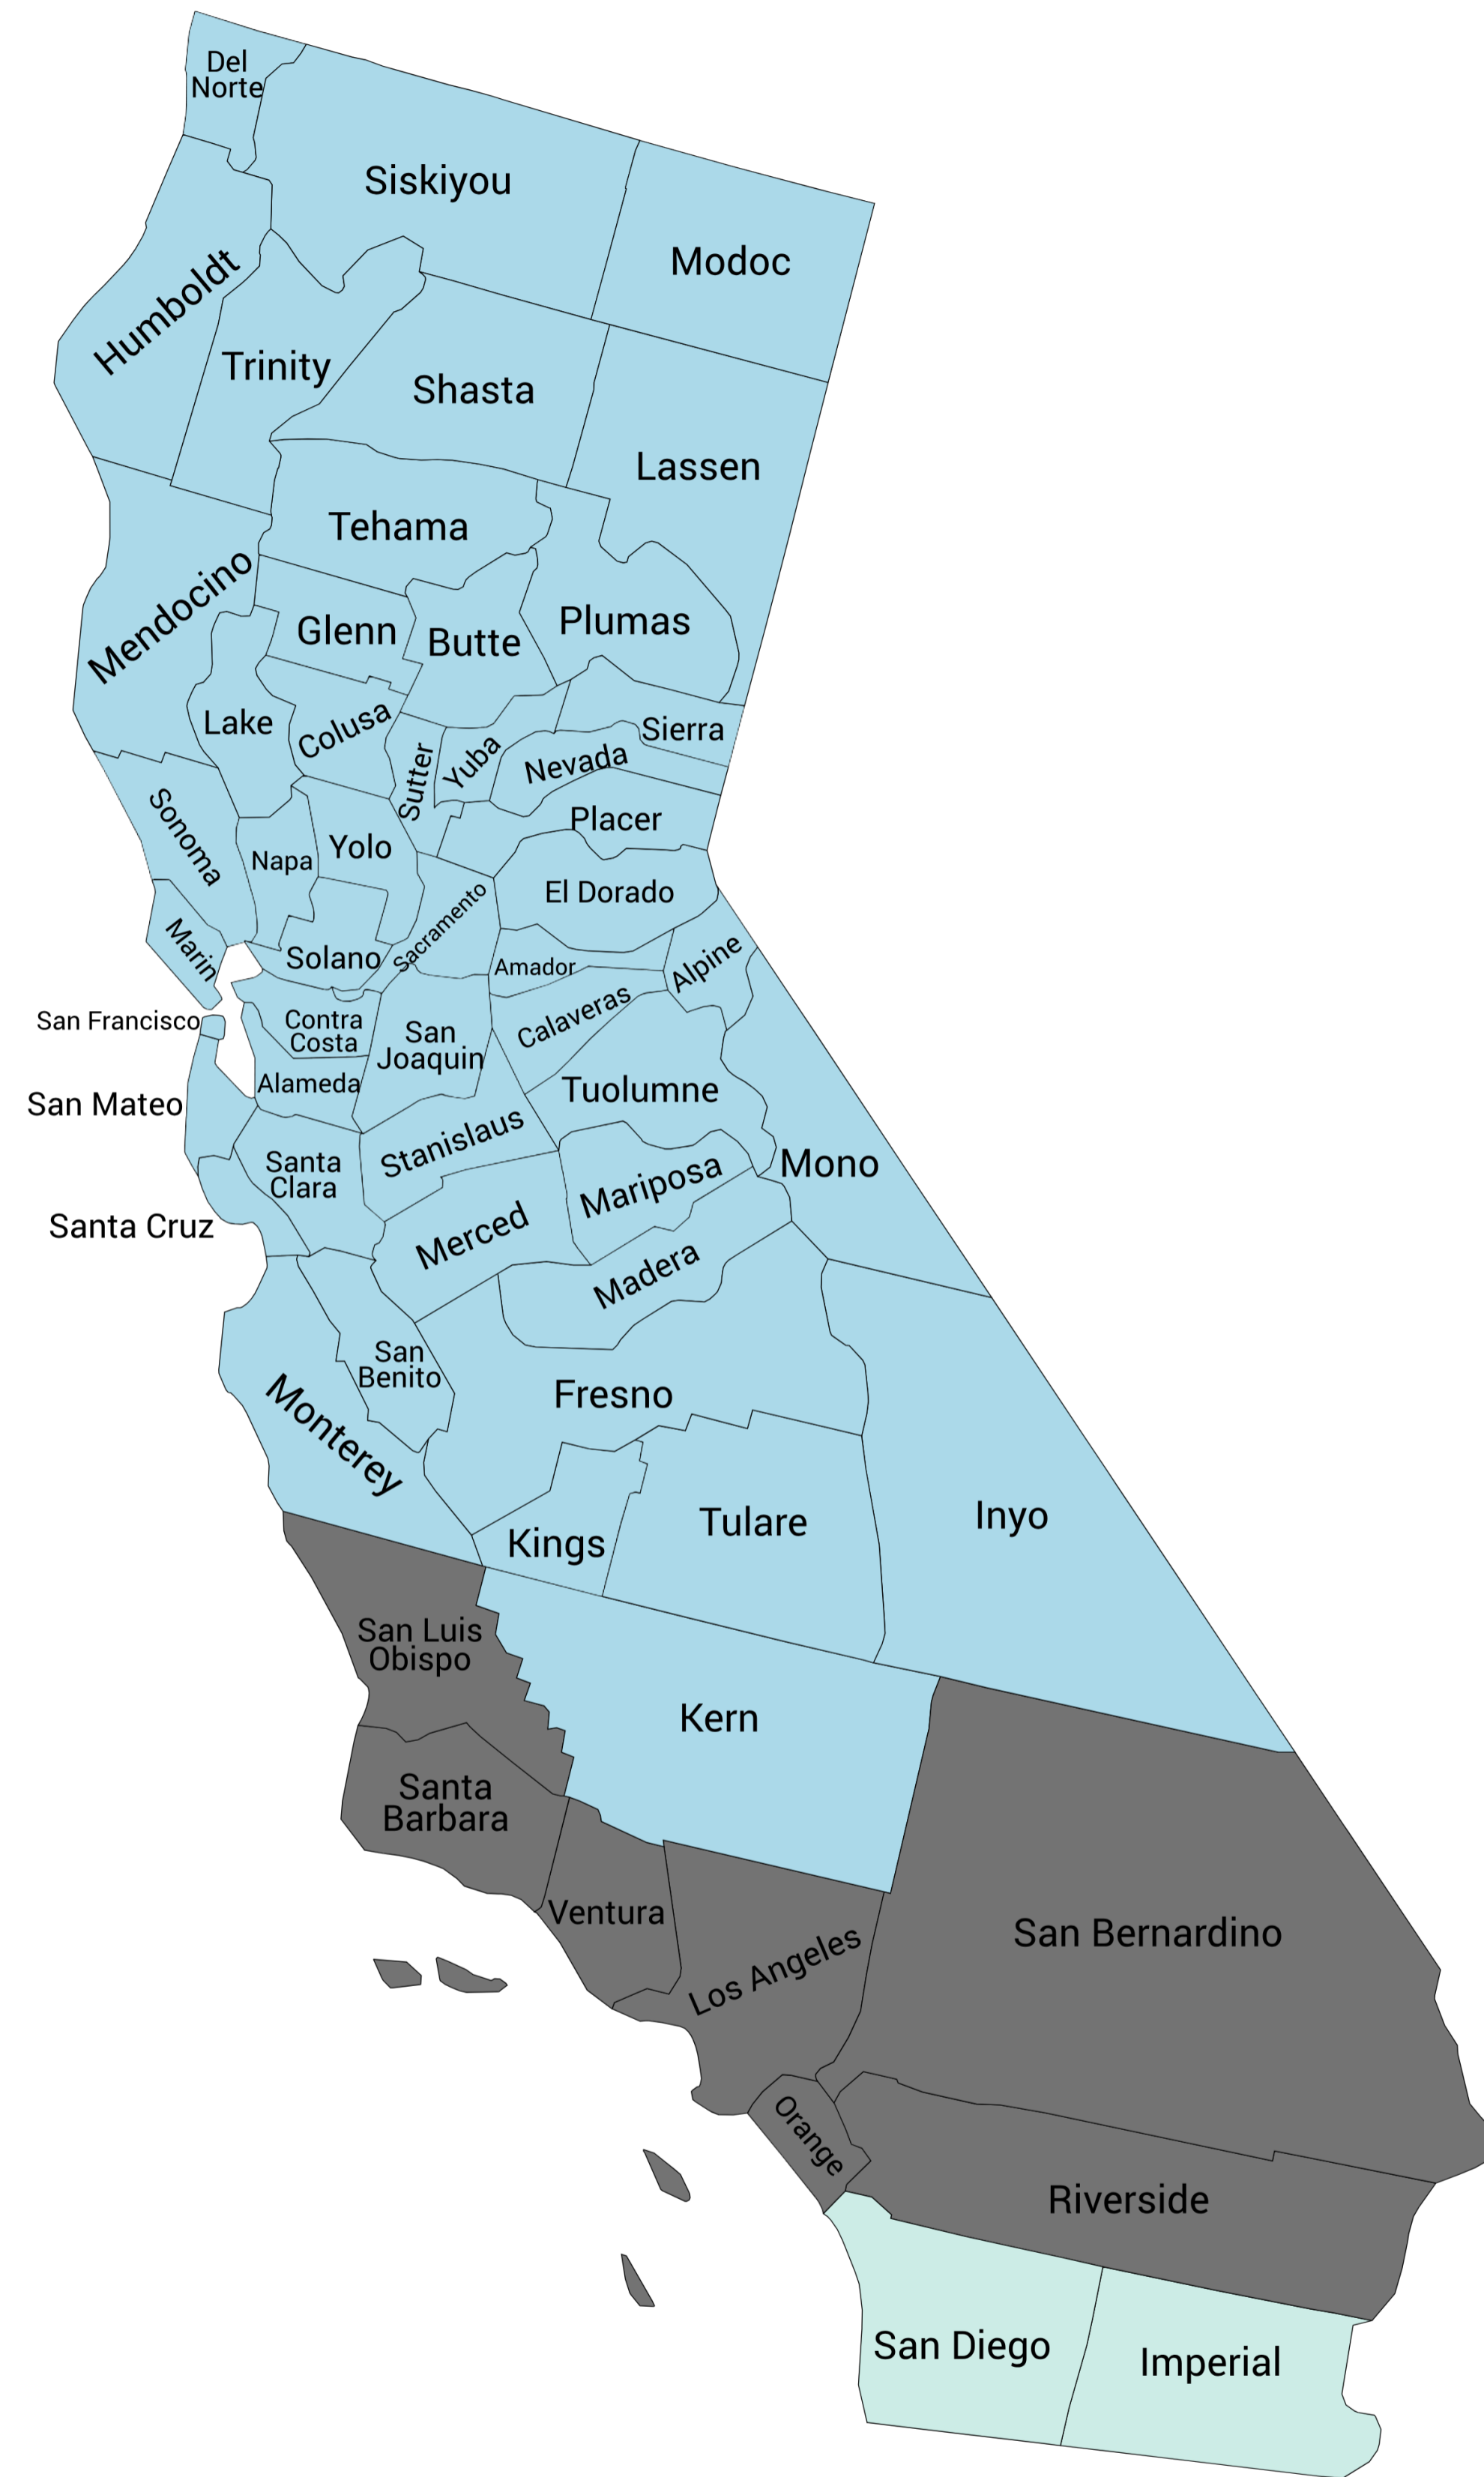 Del
Norte
Siskiyou
Modoc
Humboldt
Trinity
Shasta
Lassen
Tehama
Mendocino
Glenn
Butte
Plumas
Lake
Colusa
Sutter
Yuba
Sierra
Nevada
Placer
Sonoma
Napa
Yolo
El Dorado
Sacramento
Marin
Solano
Amador
Alpine
San Francisco
Contra
Costa
San
Joaquin
Calaveras
Alameda
Tuolumne
San Mateo
Santa
Clara
Stanislaus
Mariposa
Mono
Santa Cruz
Merced
Madera
San
Benito
Fresno
Monterey
Kings
Tulare
Inyo
San Luis
Obispo
Kern
Santa
Barbara
Ventura
Los Angeles
San Bernardino
Orange
Riverside
San Diego
Imperial